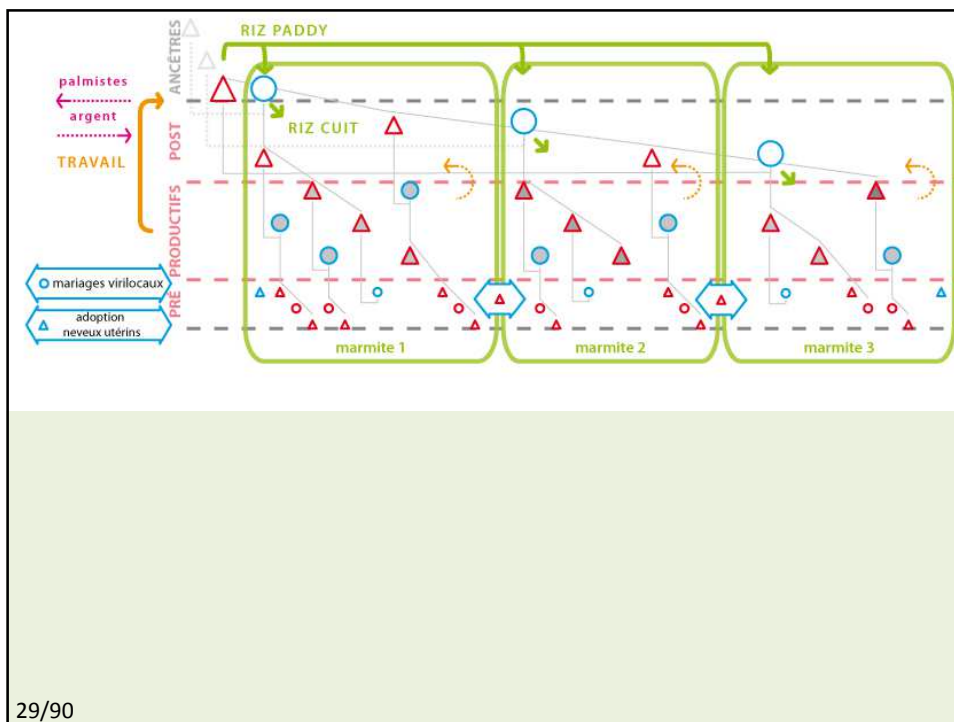 RIZ PADDY
ANCÊTRES
palmistes
argent
TRAVAIL
RIZ CUIT
POST
PRODUCTIFS
PRÉ
mariages virilocaux
adoption
neveux utérins
marmite 1
marmite 2
marmite 3
29/90